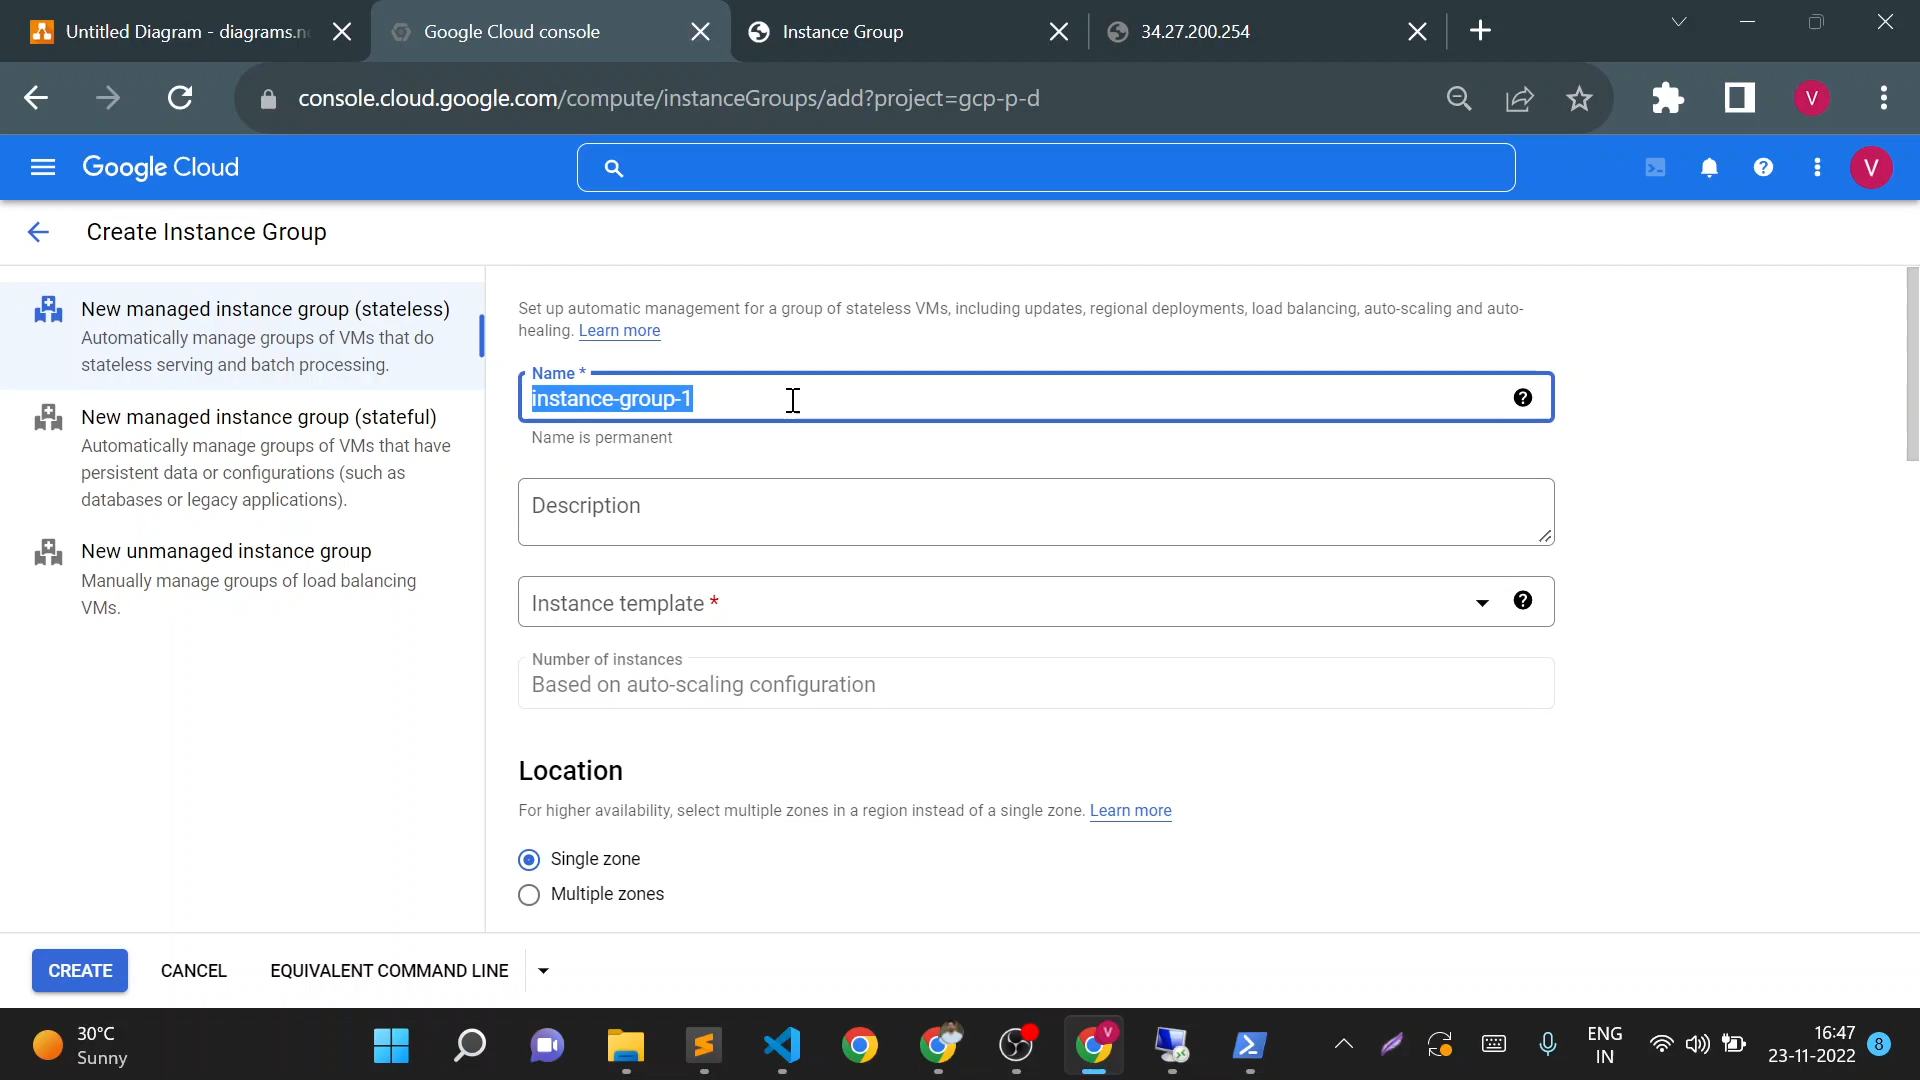 Untitled Diagram - diagrams.n
Google Cloud console
Instance Group
34.27.200.254
console.cloud.google.com/compute/instanceGroups/add?project=gcp-p-d
V
Google Cloud
V
Create Instance Group
New managed instance group (stateless)
Automatically manage groups of VMs that do
stateless serving and batch processing.
New managed instance group (stateful)
Automatically manage groups of VMs that have
persistent data or configurations (such as
databases or legacy applications).
New unmanaged instance group
Manually manage groups of load balancing
VMs.
Set up automatic management for a group of stateless VMs, including updates, regional deployments, load balancing, auto-scaling and auto-
healing. Learn more
Name *
instance-group-1
Name is permanent
Description
Instance template *
Number of instances
Based on auto-scaling configuration
Location
For higher availability, select multiple zones in a region instead of a single zone. Learn more
Single zone
Multiple zones
CREATE
CANCEL
EQUIVALENT COMMAND LINE
30°C
Sunny
V
ENG
IN
16:47
23-11-2022
8